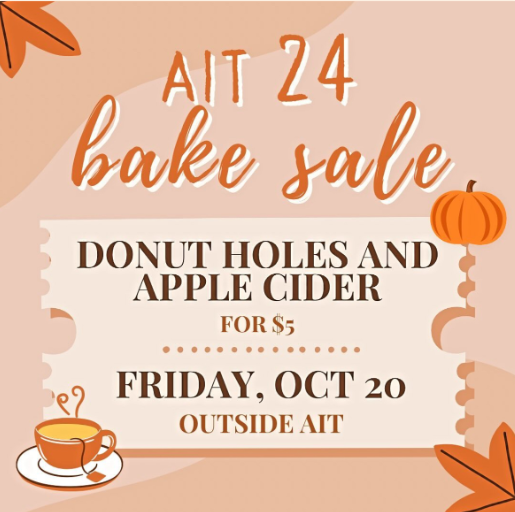 AIT 24
bake sale
DONUT HOLES AND
APPLE CIDER
FOR $5
FRIDAY, OCT 20
OUTSIDE AIT